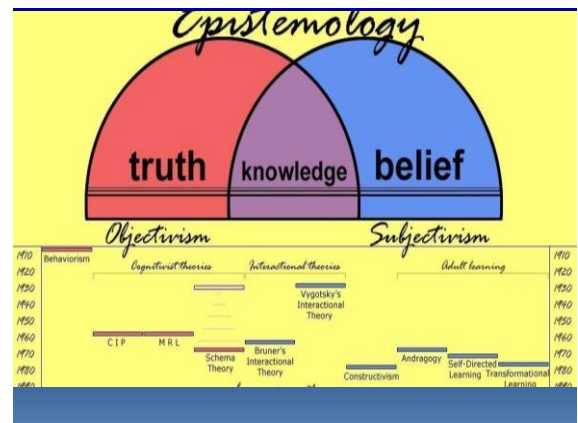 Epistemology
truth knowledge belief
Objectivism Subjectivism
1910 1910
Behaviorism
Cognitivist theories Interactional theories Adult learning
1920 1920
1930 1930
Vygotsky's
Interactional
Theory
1940 1940
1950 1950
1960 1960
C I P M R L
Schema
Theory
Bruner's
Interactional
Theory
Andragogy
1970 1970
Self-Directed
Learning
Constructivism
Transformational
Learning
1980 1980